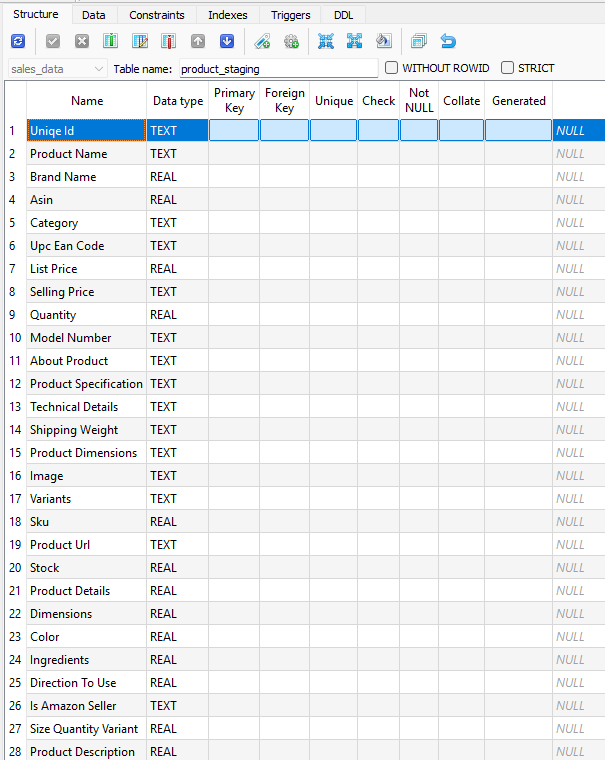 Structure Data Constraints Indexes Triggers DDL
sales_data Table name: product_staging WITHOUT ROWID STRICT
Name Data type Primary Key Foreign Key Unique Check Not NULL Collate Generated
1 Uniqe Id TEXT NULL
2 Product Name TEXT NULL
3 Brand Name REAL NULL
4 Asin REAL NULL
5 Category TEXT NULL
6 Upc Ean Code TEXT NULL
7 List Price REAL NULL
8 Selling Price TEXT NULL
9 Quantity REAL NULL
10 Model Number TEXT NULL
11 About Product TEXT NULL
12 Product Specification TEXT NULL
13 Technical Details TEXT NULL
14 Shipping Weight TEXT NULL
15 Product Dimensions TEXT NULL
16 Image TEXT NULL
17 Variants TEXT NULL
18 Sku REAL NULL
19 Product Url TEXT NULL
20 Stock REAL NULL
21 Product Details REAL NULL
22 Dimensions REAL NULL
23 Color REAL NULL
24 Ingredients REAL NULL
25 Direction To Use REAL NULL
26 Is Amazon Seller TEXT NULL
27 Size Quantity Variant REAL NULL
28 Product Description REAL NULL